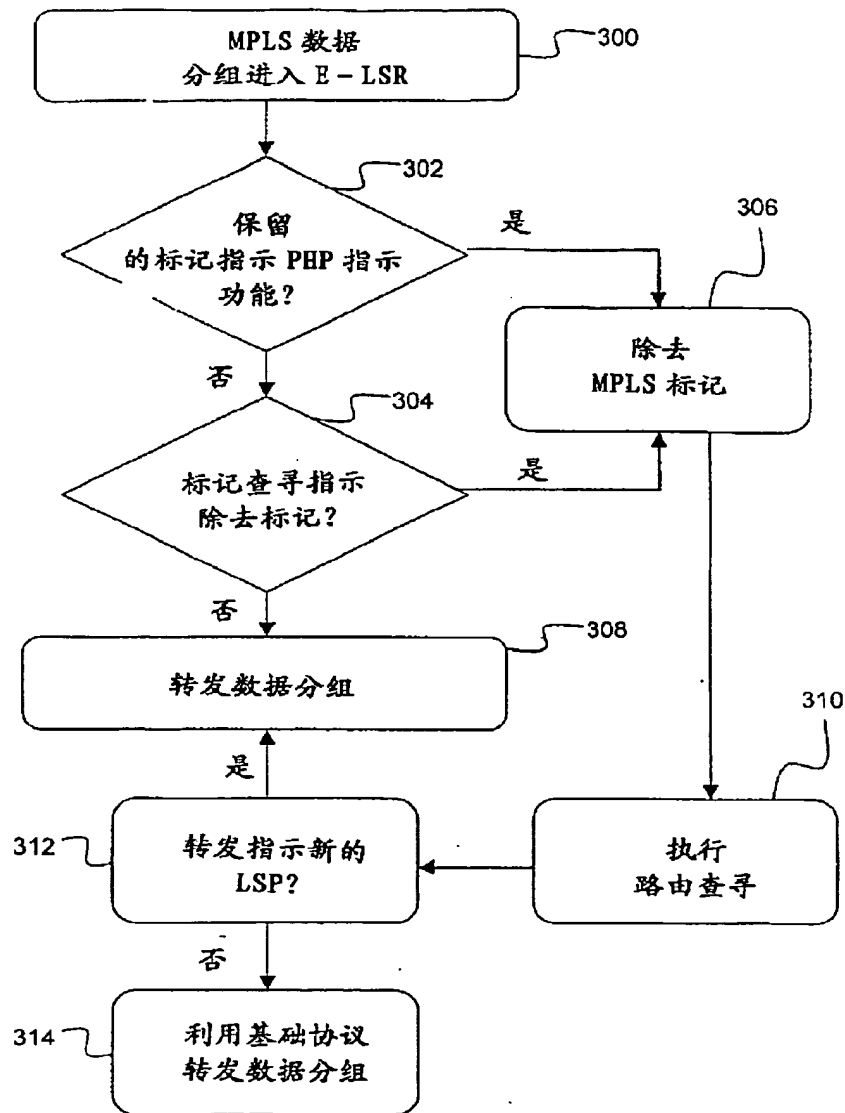 MPLS 数据
分组进入 E-LSR
300
302
保留
的标记指示 PHP 指示
功能?
是
306
除去
MPLS 标记
否
304
标记查寻指示
除去标记?
是
否
308
转发数据分组
310
是
312
转发指示新的
LSP?
执行
路由查寻
否
314
利用基础协议
转发数据分组